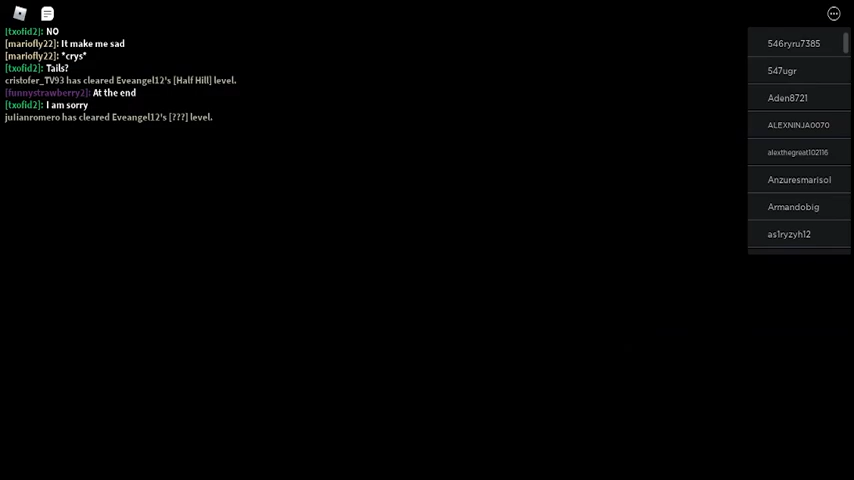 [txofid2]: NO
[mariofly22]: It make me sad
[mariofly22]: *crys*
[txofid2]: Tails?
cristofer_TV93 has cleared Eveangel12's [Half Hill] level.
[funnystrawberry2]: At the end
[txofid2]: I am sorry
julianromero has cleared Eveangel12's [???] level.
546ryru7385
547ugr
Aden8721
ALEXNINJA0070
alexthegreat102116
Anzuresmarisol
Armandobig
as1ryzyh12